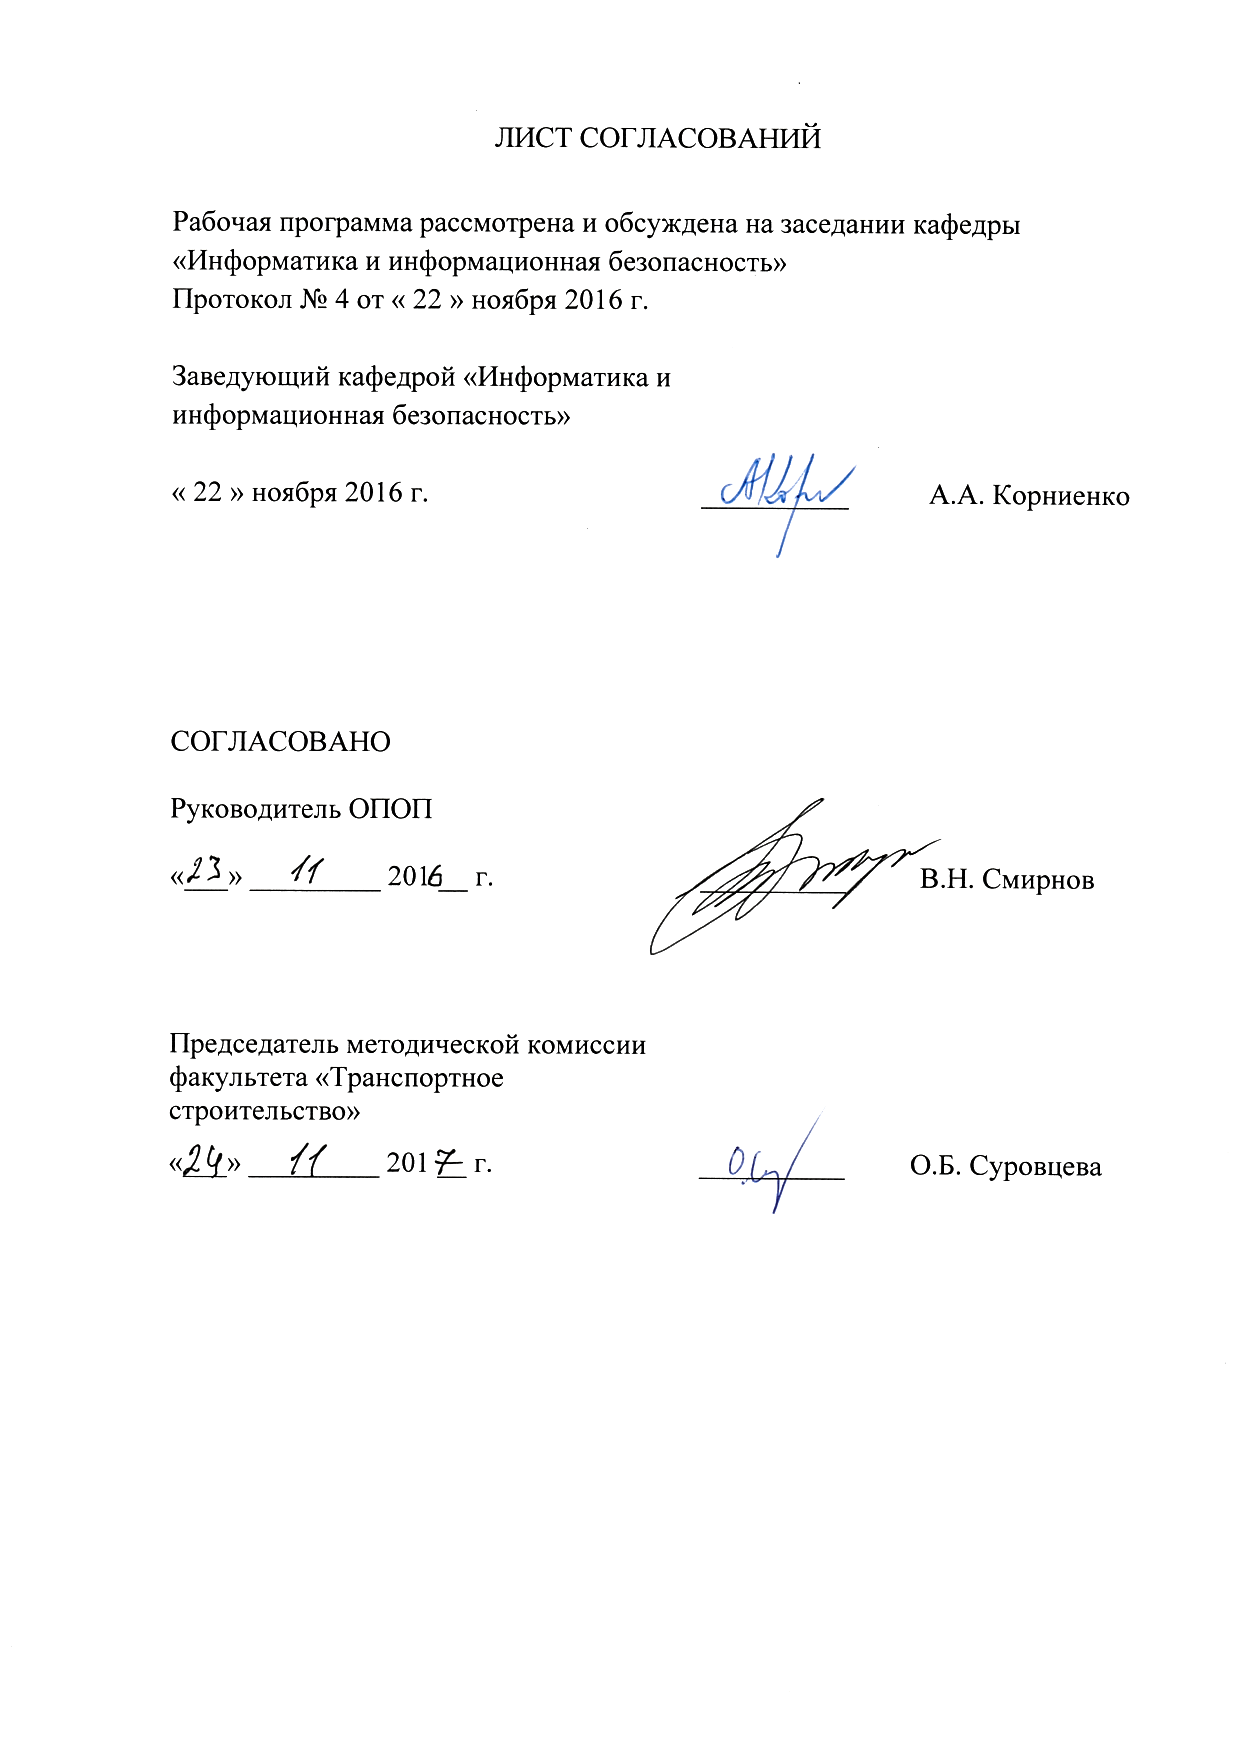 ЛИСТ СОГЛАСОВАНИЙ
Рабочая программа рассмотрена и обсуждена на заседании кафедры
«Информатика и информационная безопасность»
Протокол № 4 от « 22 » ноября 2016 г.
Заведующий кафедрой «Информатика и
информационная безопасность»
« 22 » ноября 2016 г. А.А. Корниенко
СОГЛАСОВАНО
Руководитель ОПОП
«23» 11 2016 г. В.Н. Смирнов
Председатель методической комиссии
факультета «Транспортное
строительство»
«24» 11 2017 г. О.Б. Суровцева